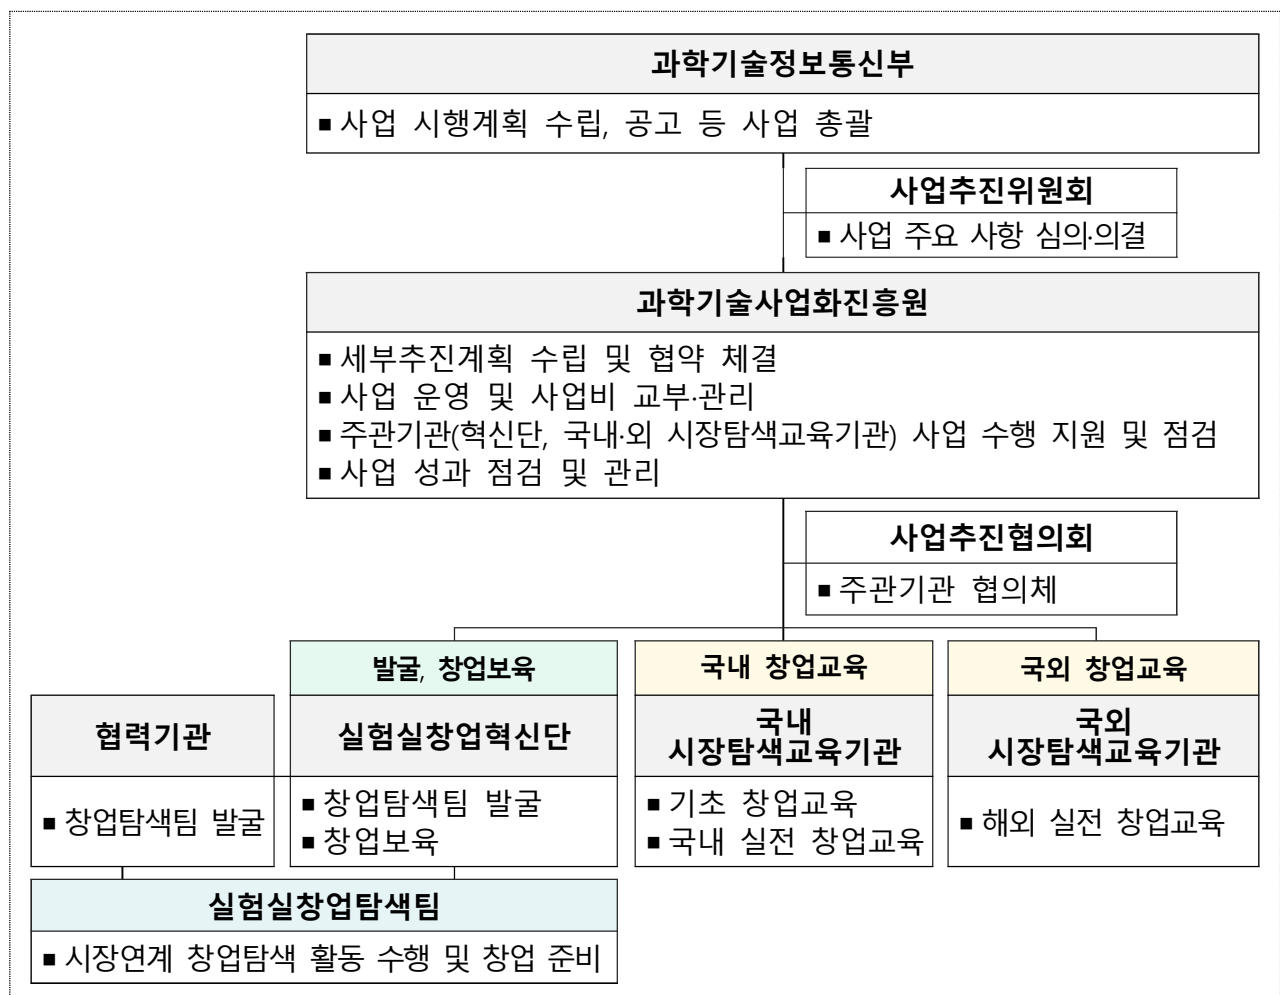 과학기술정보통신부
▪ 사업 시행계획 수립, 공고 등 사업 총괄
사업추진위원회
▪ 사업 주요 사항 심의·의결
과학기술사업화진흥원
▪ 세부추진계획 수립 및 협약 체결
▪ 사업 운영 및 사업비 교부·관리
▪ 주관기관(혁신단, 국내·외 시장탐색교육기관) 사업 수행 지원 및 점검
▪ 사업 성과 점검 및 관리
사업추진협의회
▪ 주관기관 협의체
발굴, 창업보육
국내 창업교육
국외 창업교육
협력기관
실험실창업혁신단
국내
시장탐색교육기관
국외
시장탐색교육기관
▪ 창업탐색팀 발굴
▪ 창업탐색팀 발굴
▪ 창업보육
▪ 기초 창업교육
▪ 국내 실전 창업교육
▪ 해외 실전 창업교육
실험실창업탐색팀
▪ 시장연계 창업탐색 활동 수행 및 창업 준비